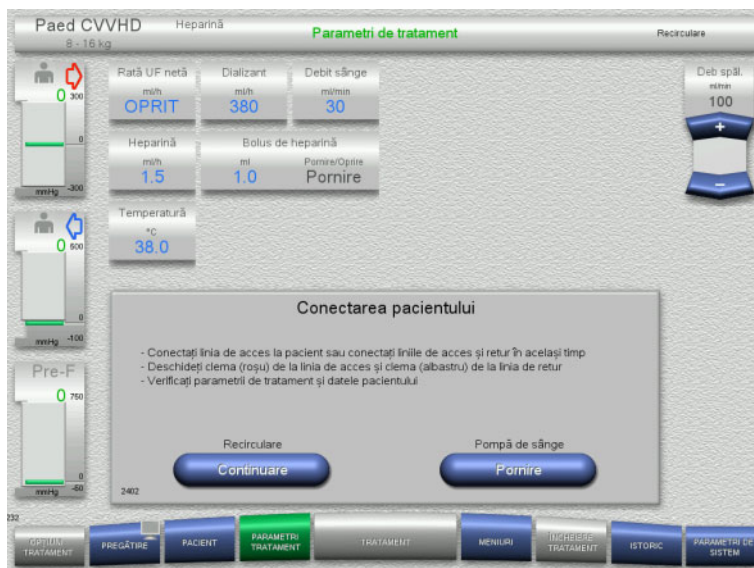 Paed CVVHD Heparină Parametri de tratament Recirculare
8 - 16 kg
Rată UF netă Dializant Debit sânge Deb spăl.
ml/h ml/h ml/min ml/min
OPRIT 380 30 100
0 300
+
0
Heparină Bolus de heparină
ml/h ml Pornire/Oprire
1.5 1.0 Pornire
–
mmHg -300
Temperatură
°C
38.0
0 500
0
mmHg -100
Conectarea pacientului
- Conectați linia de acces la pacient sau conectați liniile de acces și retur în același timp
- Deschideți clema (roșu) de la linia de acces și clema (albastru) de la linia de retur
- Verificați parametrii de tratament și datele pacientului
Pre-F
0 750
Recirculare Pompă de sânge
Continuare Pornire
0
mmHg -50
2402
232
OPȚIUNI TRATAMENT PREGĂTIRE PACIENT PARAMETRI TRATAMENT TRATAMENT MENIURI ÎNCHEIERE TRATAMENT ISTORIC PARAMETRI DE SISTEM